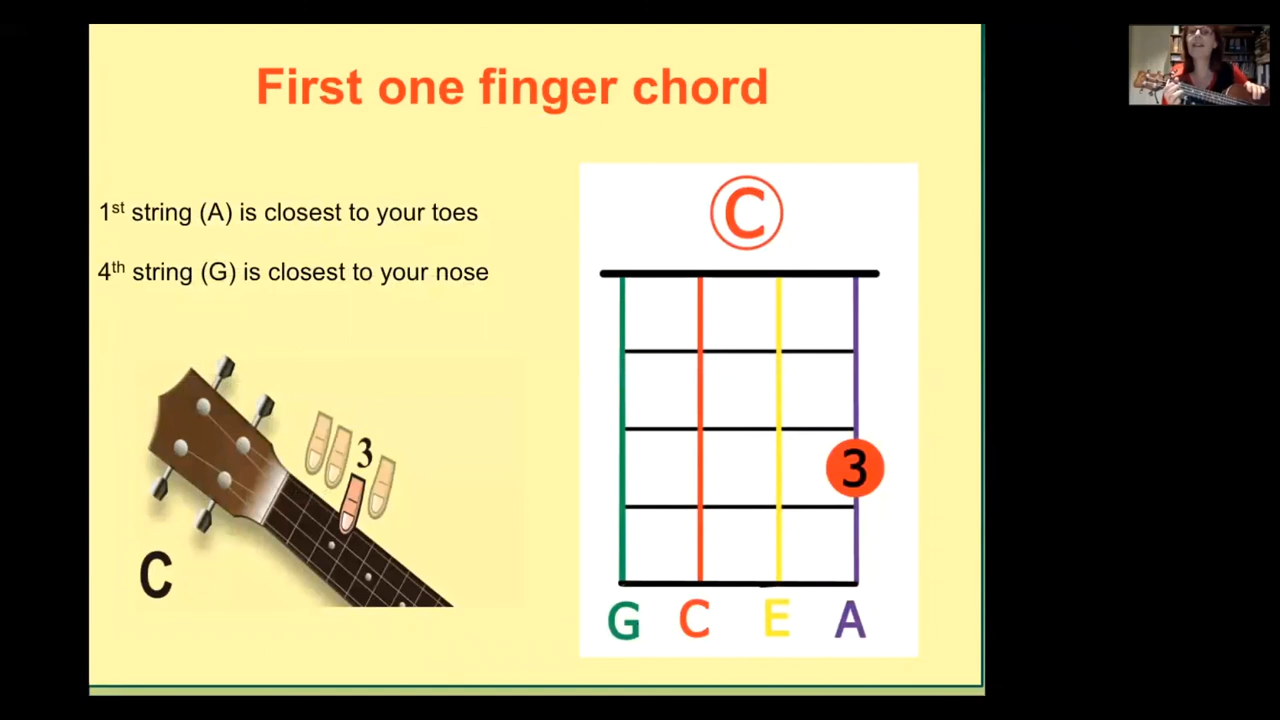 First one finger chord
1st string (A) is closest to your toes
4th string (G) is closest to your nose
3
C
C
3
G C E A